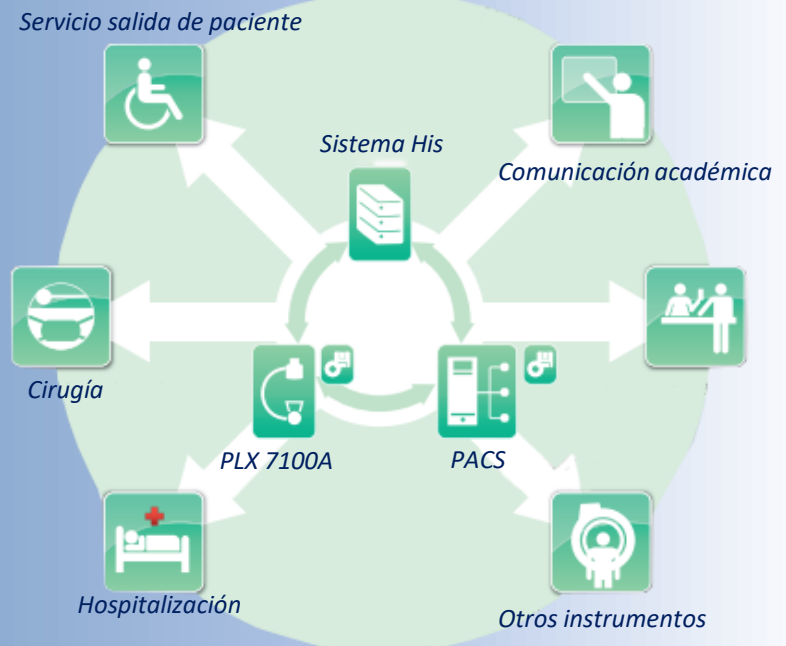 Servicio salida de paciente
Sistema His
Comunicación académica
Cirugía
PLX 7100A
PACS
Hospitalización
Otros instrumentos